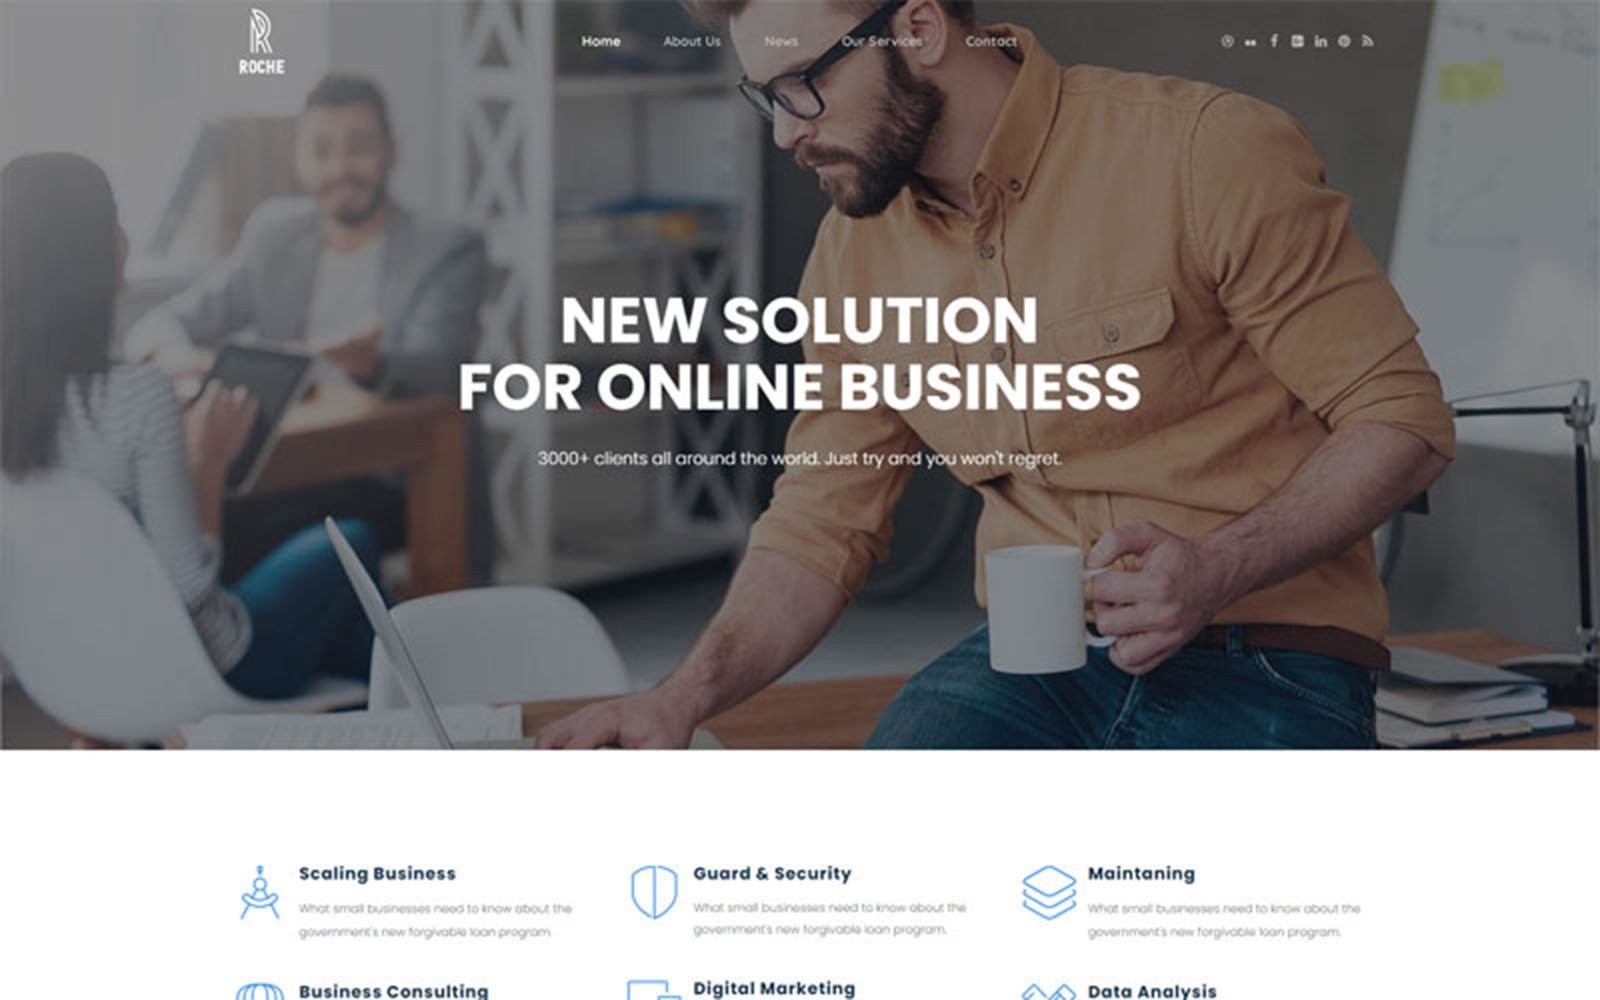 ROCHE
Home About Us News Our Services Contact
NEW SOLUTION
FOR ONLINE BUSINESS
3000+ clients all around the world. Just try and you won't regret.
Scaling Business
What small businesses need to know about the
government's new forgivable loan program.
Guard & Security
What small businesses need to know about the
government's new forgivable loan program.
Maintaning
What small businesses need to know about the
government's new forgivable loan program.
Business Consulting
Digital Marketing
Data Analysis